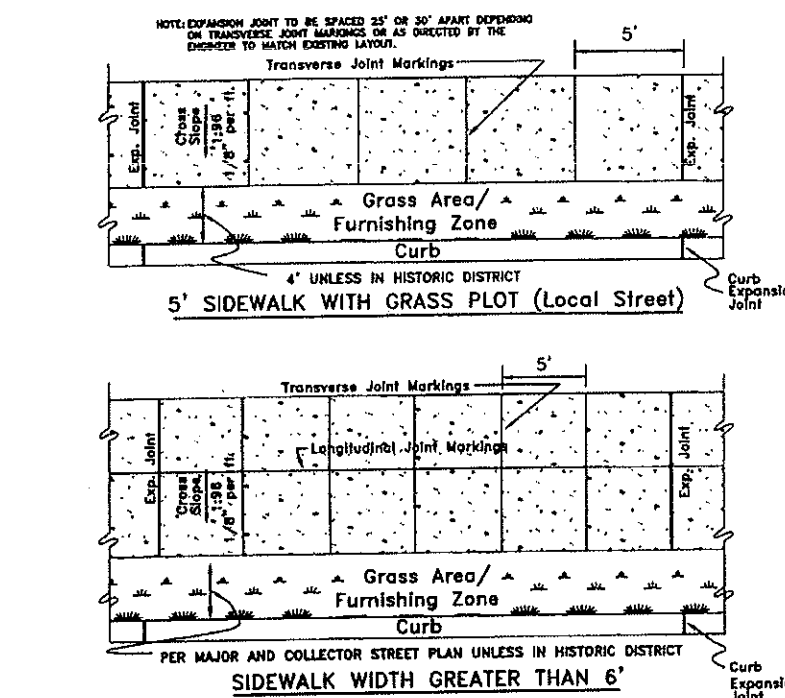 NOTE: EXPANSION JOINT TO BE SPACED 25' OR 30' APART DEPENDING
ON TRANSVERSE JOINT MARKINGS OR AS DIRECTED BY THE
ENGINEER TO MATCH EXISTING LAYOUT.
5'
Transverse Joint Markings
Exp. Joint
Cross
Slope
1:96
1/8" per ft.
Exp. Joint
Grass Area/
Furnishing Zone
Curb
4' UNLESS IN HISTORIC DISTRICT
Curb
Expansi
Joint
5' SIDEWALK WITH GRASS PLOT (Local Street)
5'
Transverse Joint Markings
Longitudinal Joint Markings
Exp. Joint
Cross
Slope
1:96
1/8" per ft.
Exp. Joint
Grass Area/
Furnishing Zone
Curb
PER MAJOR AND COLLECTOR STREET PLAN UNLESS IN HISTORIC DISTRICT
Curb
Expansi
Joint
SIDEWALK WIDTH GREATER THAN 6'